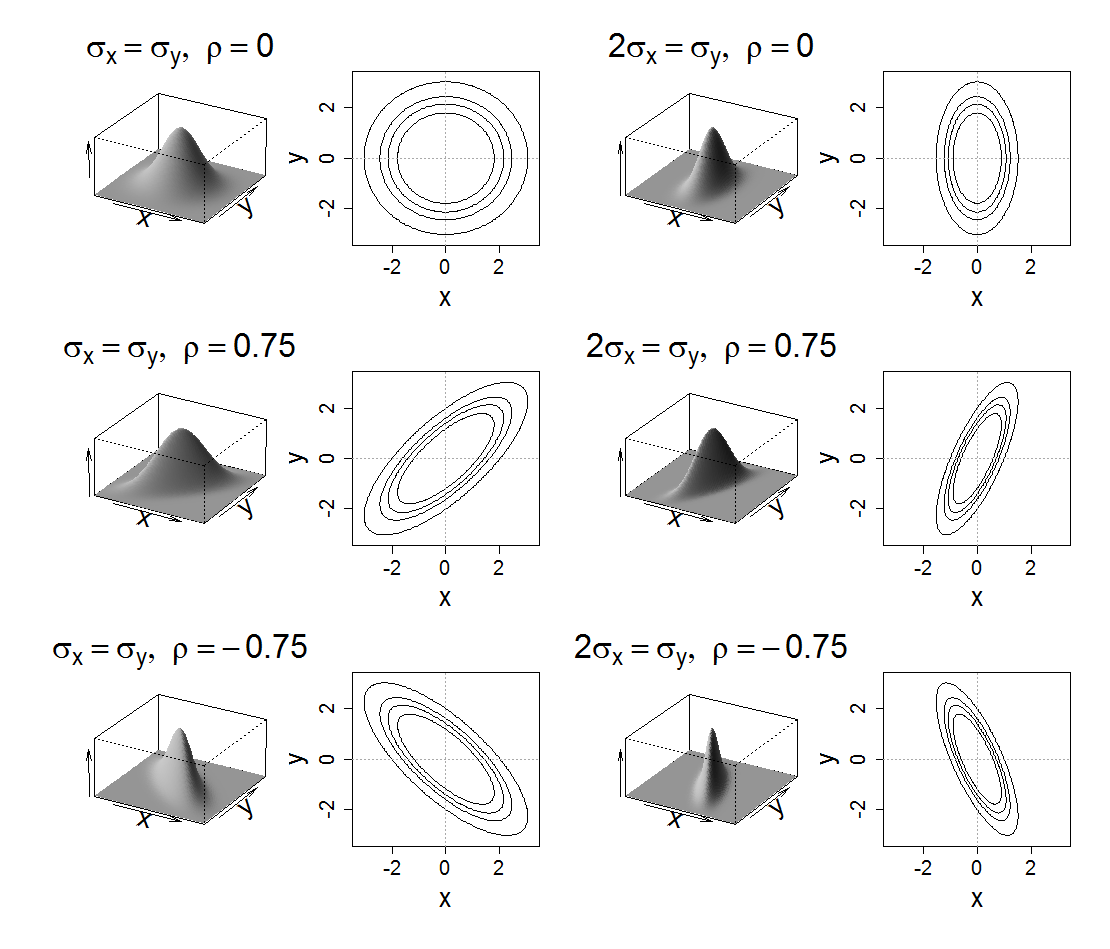 σx = σy, ρ = 0
x
y
2
0
-2
y
-2 0 2
x
2σx = σy, ρ = 0
x
y
2
0
-2
y
-2 0 2
x
σx = σy, ρ = 0.75
x
y
2
0
-2
y
-2 0 2
x
2σx = σy, ρ = 0.75
x
y
2
0
-2
y
-2 0 2
x
σx = σy, ρ = − 0.75
x
y
2
0
-2
y
-2 0 2
x
2σx = σy, ρ = − 0.75
x
y
2
0
-2
y
-2 0 2
x